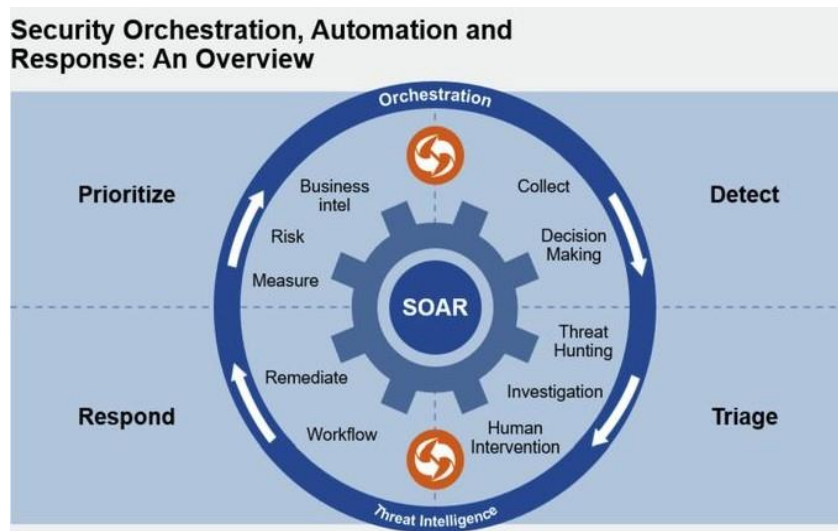 Security Orchestration, Automation and
Response: An Overview
Orchestration
Prioritize
Business
intel
Risk
Measure
Collect
Decision
Making
Detect
SOAR
Respond
Remediate
Workflow
Threat
Hunting
Investigation
Human
Intervention
Triage
Threat Intelligence